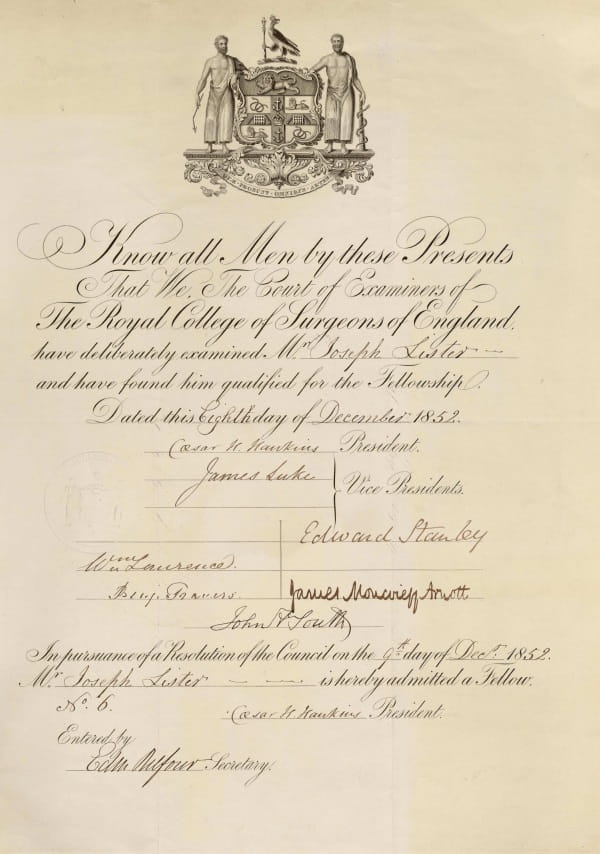 QUÆ PROSUNT OMNIBUS ARTES
Know all Men by these Presents
That We, The Court of Examiners of
The Royal College of Surgeons of England,
have deliberately examined Mr. Joseph Lister
and have found him qualified for the Fellowship.
Dated this Eighth day of December 1852.
Cæsar H. Hawkins President.
James Luke
Vice Presidents.
Edward Stanley
Wm Lawrence.
Benj. Travers.
James Moncrieff Arnott
John F. South
In pursuance of a Resolution of the Council on the 9th day of Decr. 1852.
Mr. Joseph Lister is hereby admitted a Fellow.
No. 6.
Cæsar H. Hawkins President.
Entered by
Edm Belfour Secretary.